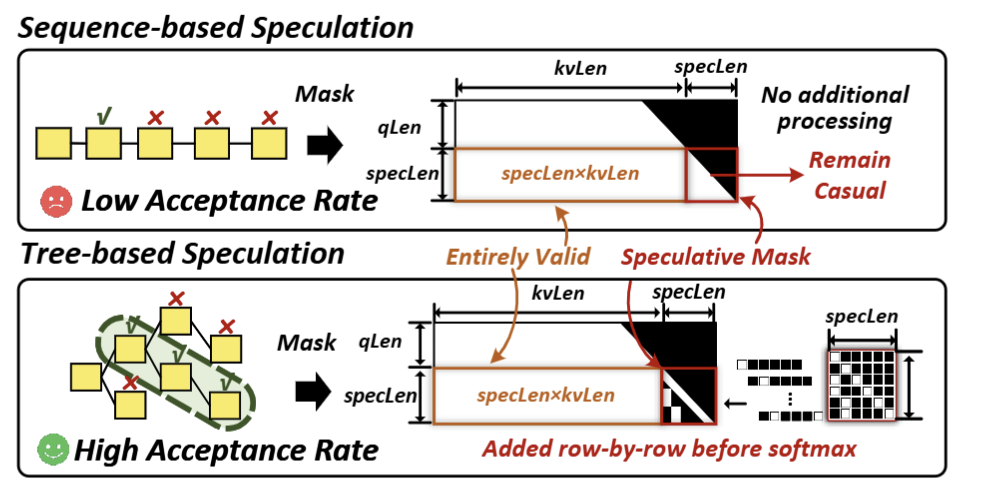 Sequence-based Speculation
kvLen
specLen
Mask
No additional
processing
qLen
specLen
specLen×kvLen
Remain
Casual
Low Acceptance Rate
Tree-based Speculation
Entirely Valid
Speculative Mask
kvLen
specLen
specLen
Mask
qLen
specLen
specLen×kvLen
High Acceptance Rate
Added row-by-row before softmax